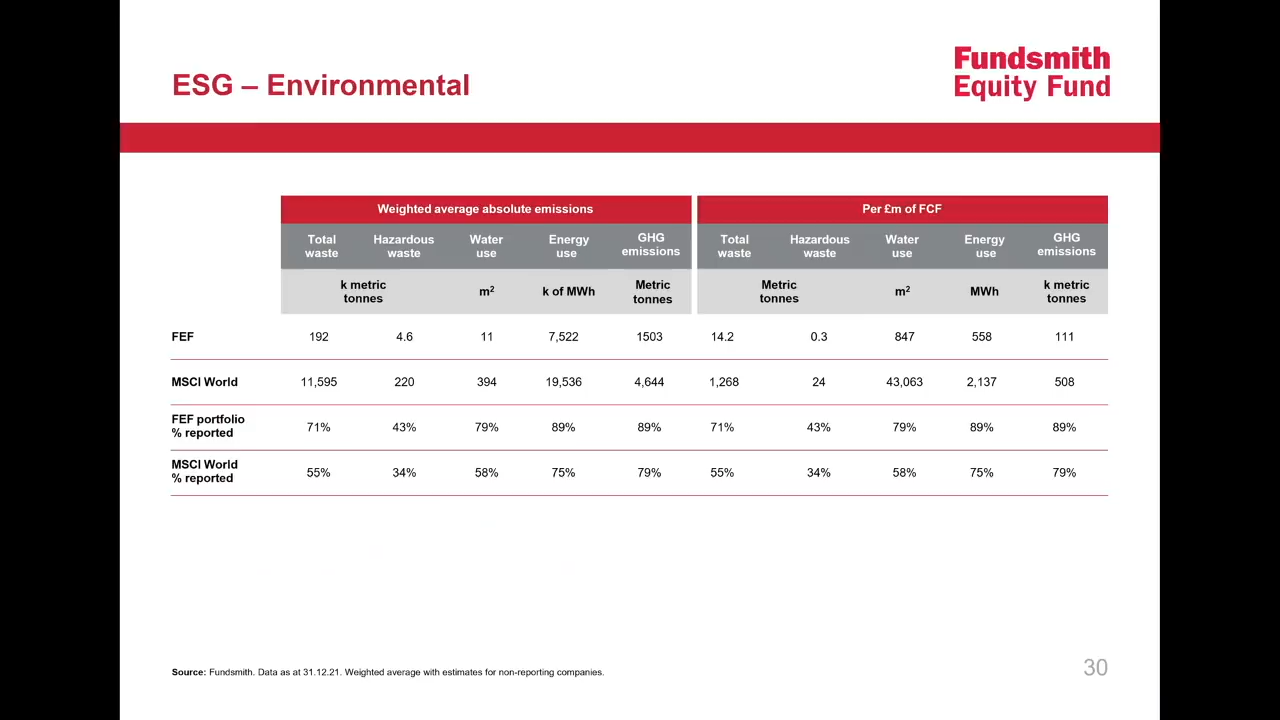 ESG – Environmental
Fundsmith
Equity Fund
Weighted average absolute emissions
Per £m of FCF
Total waste Hazardous waste Water use Energy use GHG emissions Total waste Hazardous waste Water use Energy use GHG emissions
k metric tonnes m² k of MWh Metric tonnes Metric tonnes m² MWh k metric tonnes
FEF 192 4.6 11 7,522 1503 14.2 0.3 847 558 111
MSCI World 11,595 220 394 19,536 4,644 1,268 24 43,063 2,137 508
FEF portfolio % reported 71% 43% 79% 89% 89% 71% 43% 79% 89% 89%
MSCI World % reported 55% 34% 58% 75% 79% 55% 34% 58% 75% 79%
Source: Fundsmith. Data as at 31.12.21. Weighted average with estimates for non-reporting companies.
30